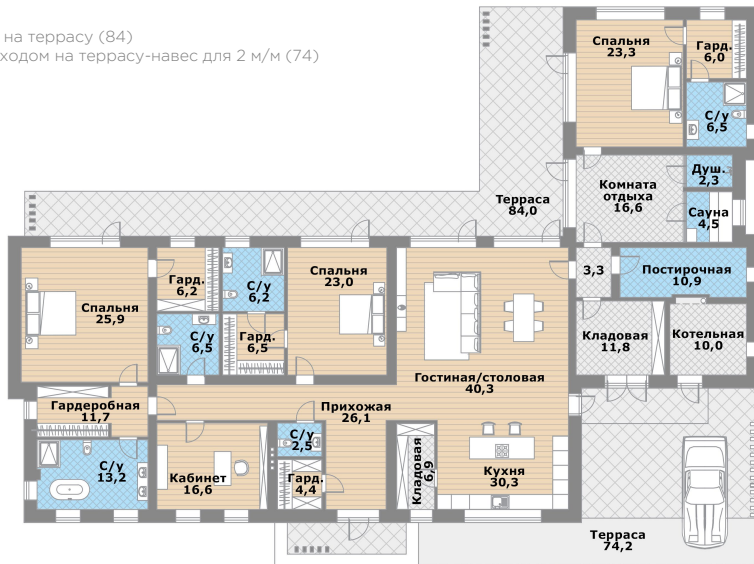 на террасу (84)
ходом на террасу-навес для 2 м/м (74)
Спальня
23,3
Гард.
6,0
С/у
6,5
Душ.
2,3
Комната
отдыха
16,6
Сауна
4,5
Терраса
84,0
Спальня
25,9
Гард.
6,2
С/у
6,2
Спальня
23,0
С/у
6,5
Гард.
6,5
3,3
Постирочная
10,9
Кладовая
11,8
Котельная
10,0
Гостиная/столовая
40,3
Гардеробная
11,7
Прихожая
26,1
С/у
13,2
Кабинет
16,6
С/у
2,5
Гард.
4,4
Кладовая
6,9
Кухня
30,3
Терраса
74,2